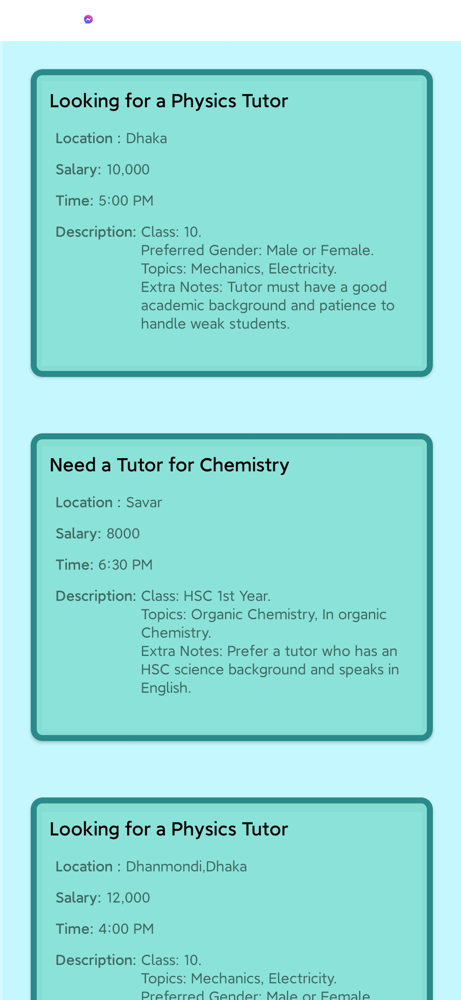 Looking for a Physics Tutor
Location : Dhaka
Salary: 10,000
Time: 5:00 PM
Description: Class: 10.
Preferred Gender: Male or Female.
Topics: Mechanics, Electricity.
Extra Notes: Tutor must have a good
academic background and patience to
handle weak students.
Need a Tutor for Chemistry
Location : Savar
Salary: 8000
Time: 6:30 PM
Description: Class: HSC 1st Year.
Topics: Organic Chemistry, In organic
Chemistry.
Extra Notes: Prefer a tutor who has an
HSC science background and speaks in
English.
Looking for a Physics Tutor
Location : Dhanmondi,Dhaka
Salary: 12,000
Time: 4:00 PM
Description: Class: 10.
Topics: Mechanics, Electricity.
Preferred Gender: Male or Female